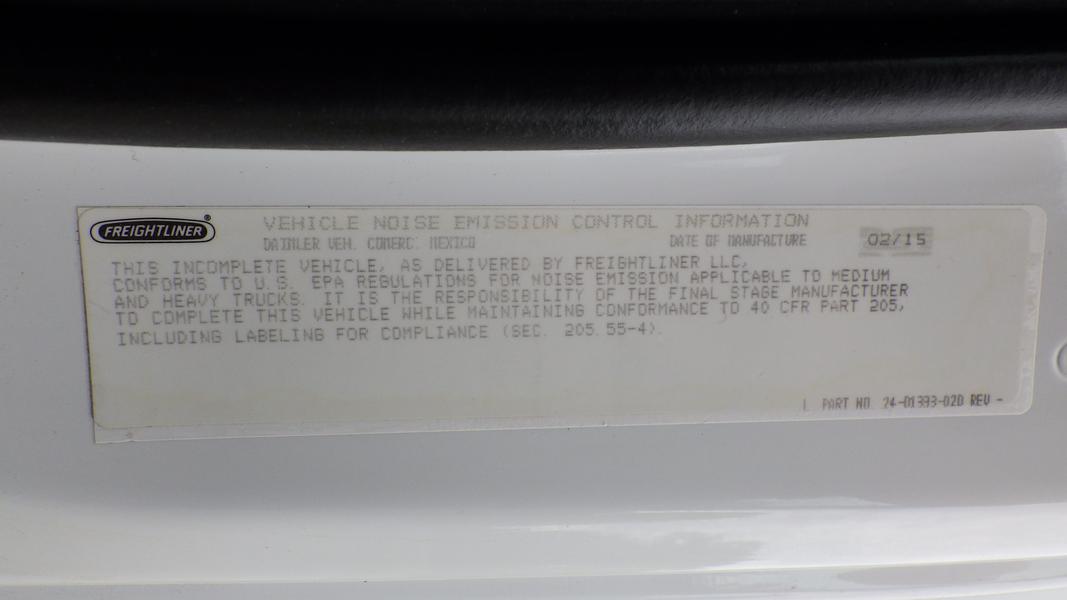 FREIGHTLINER®
VEHICLE NOISE EMISSION CONTROL INFORMATION
DAIMLER VEH. COMERC. MEXICO DATE OF MANUFACTURE 02/15
THIS INCOMPLETE VEHICLE, AS DELIVERED BY FREIGHTLINER LLC,
CONFORMS TO U.S. EPA REGULATIONS FOR NOISE EMISSION APPLICABLE TO MEDIUM
AND HEAVY TRUCKS. IT IS THE RESPONSIBILITY OF THE FINAL STAGE MANUFACTURER
TO COMPLETE THIS VEHICLE WHILE MAINTAINING CONFORMANCE TO 40 CFR PART 205,
INCLUDING LABELING FOR COMPLIANCE (SEC. 205.55-4).
PART NO. 24-01393-020 REV -